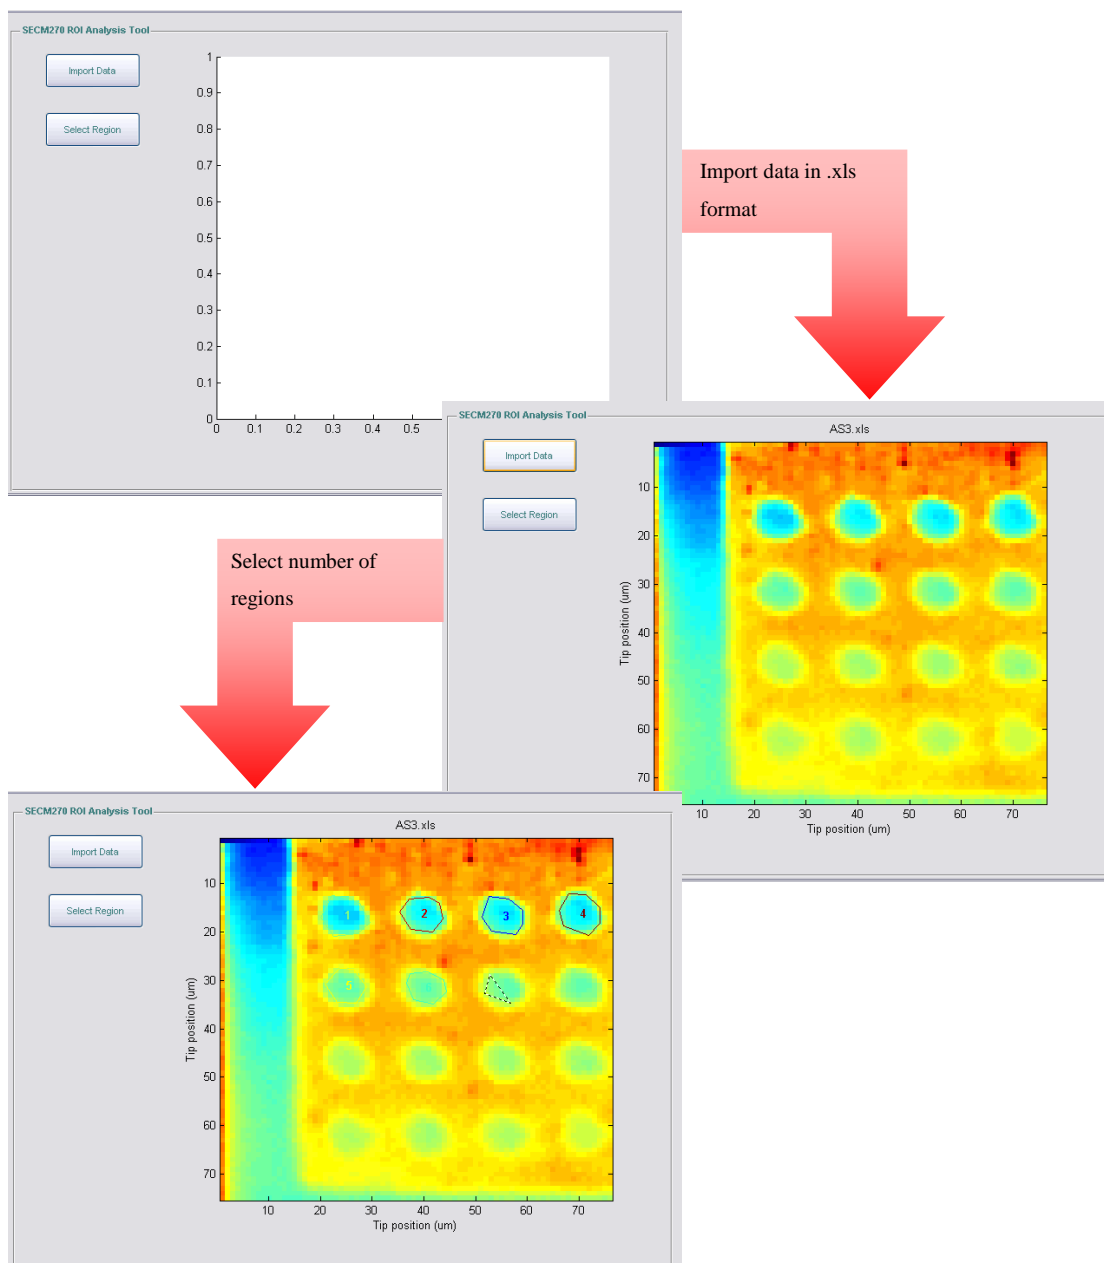 SECM270 ROI Analysis Tool
Import Data
Select Region
1
0.9
0.8
0.7
0.6
0.5
0.4
0.3
0.2
0.1
0
0 0.1 0.2 0.3 0.4 0.5
Import data in .xls
format
SECM270 ROI Analysis Tool
Import Data
Select Region
AS3.xls
10
20
30
40
50
60
70
Tip position (um)
10 20 30 40 50 60 70
Tip position (um)
Select number of
regions
SECM270 ROI Analysis Tool
Import Data
Select Region
AS3.xls
10
20
30
40
50
60
70
Tip position (um)
1 2 3 4
5
10 20 30 40 50 60 70
Tip position (um)